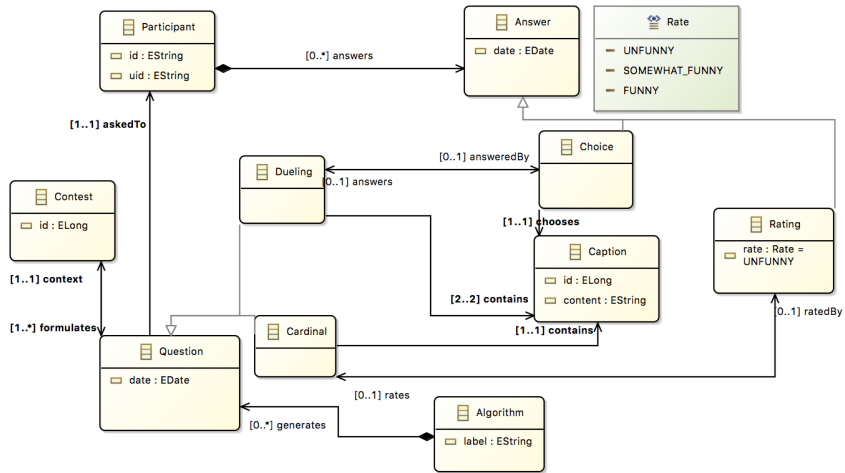 Participant
id : EString
uid : EString
[0..*] answers
Answer
date : EDate
Rate
UNFUNNY
SOMEWHAT_FUNNY
FUNNY
[1..1] askedTo
Dueling
[0..1] answeredBy
[0..1] answers
Choice
Contest
id : ELong
[1..1] chooses
Rating
rate : Rate =
UNFUNNY
Caption
id : ELong
content : EString
[1..1] context
[2..2] contains
[1..*] formulates
Cardinal
[1..1] contains
[0..1] ratedBy
Question
date : EDate
[0..1] rates
[0..*] generates
Algorithm
label : EString